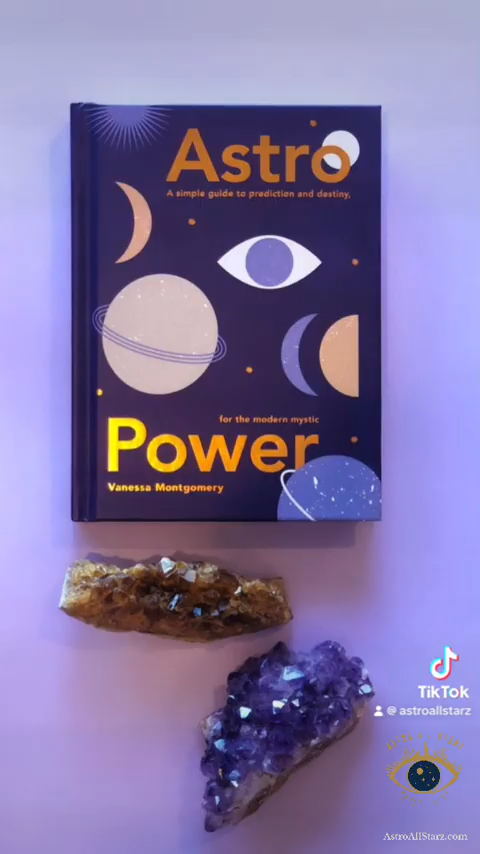 Astro
A simple guide to prediction and destiny,
for the modern mystic
Power
Vanessa Montgomery
TikTok
@ astroallstarz
AstroAllStarz.com